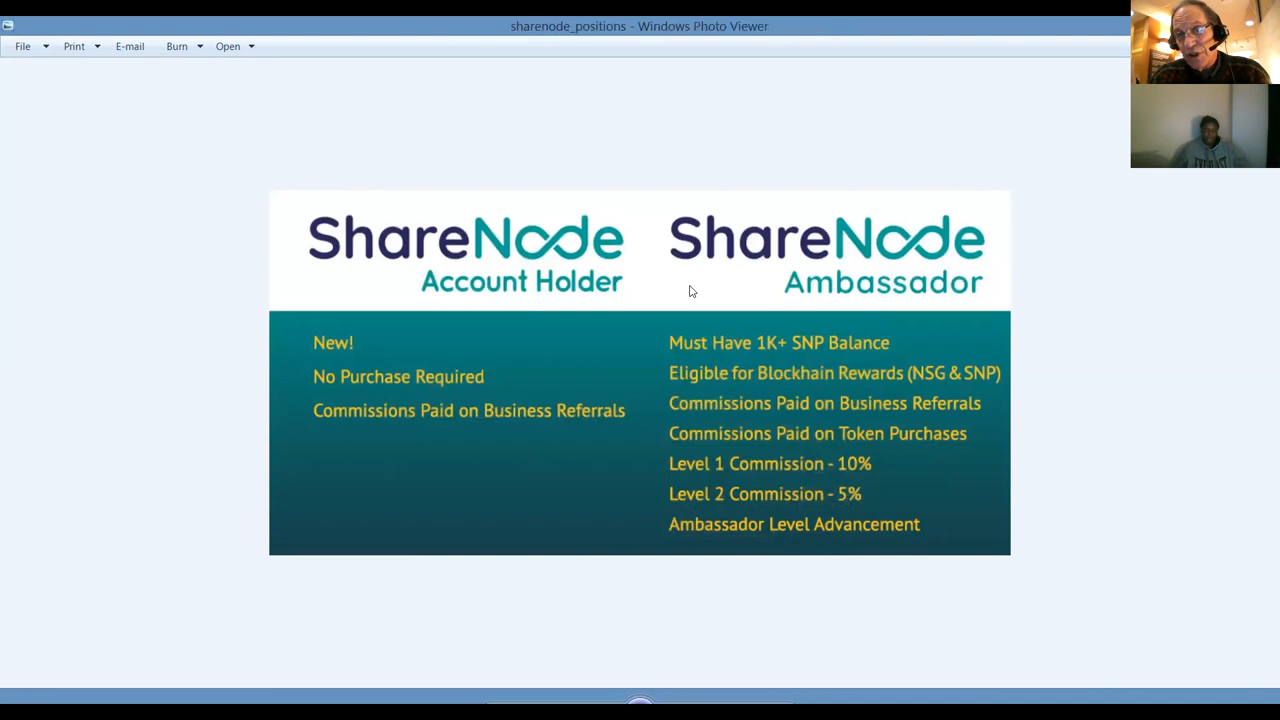 sharenode_positions - Windows Photo Viewer
File Print E-mail Burn Open
ShareNode
Account Holder
New!
No Purchase Required
Commissions Paid on Business Referrals
ShareNode
Ambassador
Must Have 1K+ SNP Balance
Eligible for Blockhain Rewards (NSG & SNP)
Commissions Paid on Business Referrals
Commissions Paid on Token Purchases
Level 1 Commission - 10%
Level 2 Commission - 5%
Ambassador Level Advancement
EVERLAST